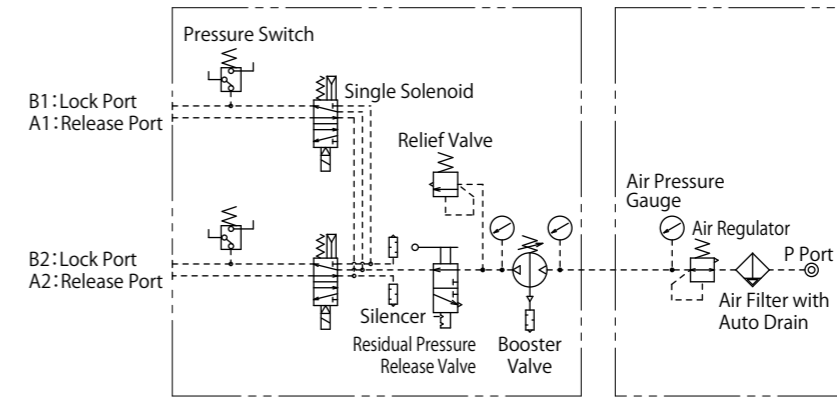 Pressure Switch
B1:Lock Port
A1:Release Port
Single Solenoid
Relief Valve
Air Pressure
Gauge
Air Regulator
P Port
B2:Lock Port
A2:Release Port
Silencer
Residual Pressure
Release Valve
Booster
Valve
Air Filter with
Auto Drain